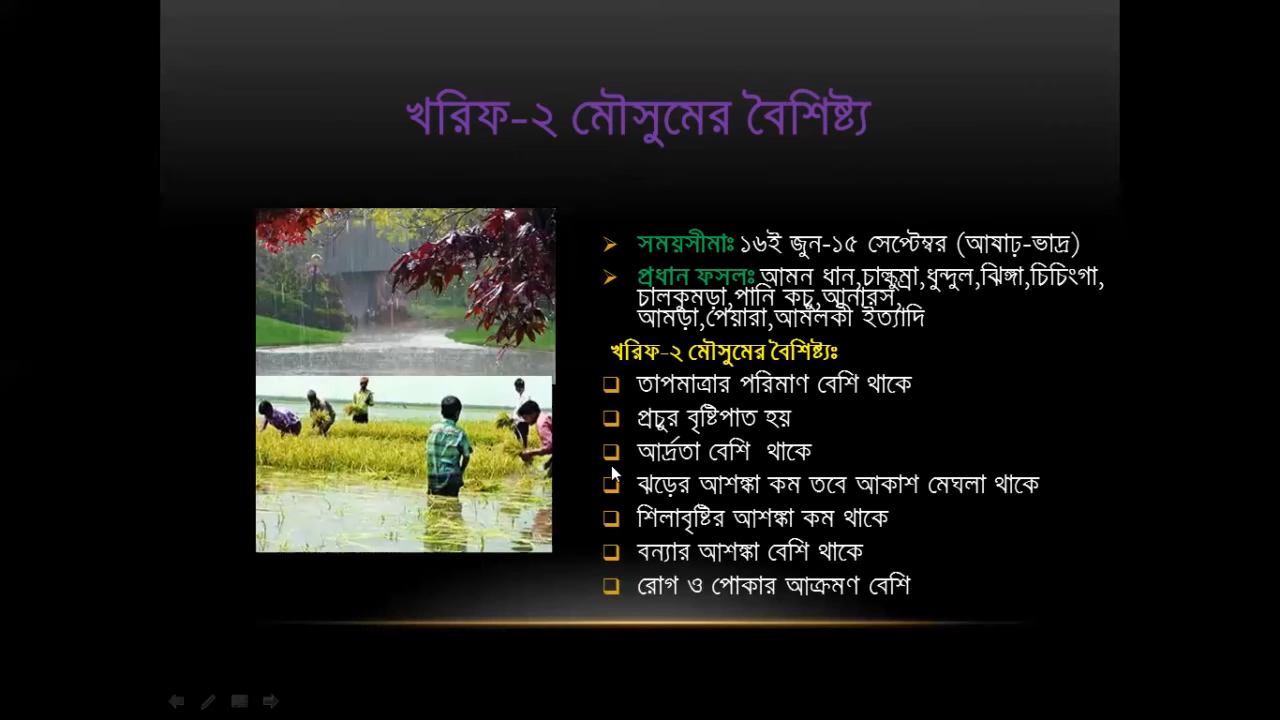 খরিফ-২ মৌসুমের বৈশিষ্ট্য
সময়সীমাঃ ১৬ই জুন-১৫ সেপ্টেম্বর (আষাঢ়-ভাদ্র)
প্রধান ফসলঃ আমন ধান,চাল্কুম্রা,ধুন্দুল,ঝিঙ্গা,চিচিংগা,
চালকুমড়া,পানি কচু,আনারস,
আমড়া,পেয়ারা,আমলকী ইত্যাদি
খরিফ-২ মৌসুমের বৈশিষ্ট্যঃ
তাপমাত্রার পরিমাণ বেশি থাকে
প্রচুর বৃষ্টিপাত হয়
আর্দ্রতা বেশি থাকে
ঝড়ের আশঙ্কা কম তবে আকাশ মেঘলা থাকে
শিলাবৃষ্টির আশঙ্কা কম থাকে
বন্যার আশঙ্কা বেশি থাকে
রোগ ও পোকার আক্রমণ বেশি